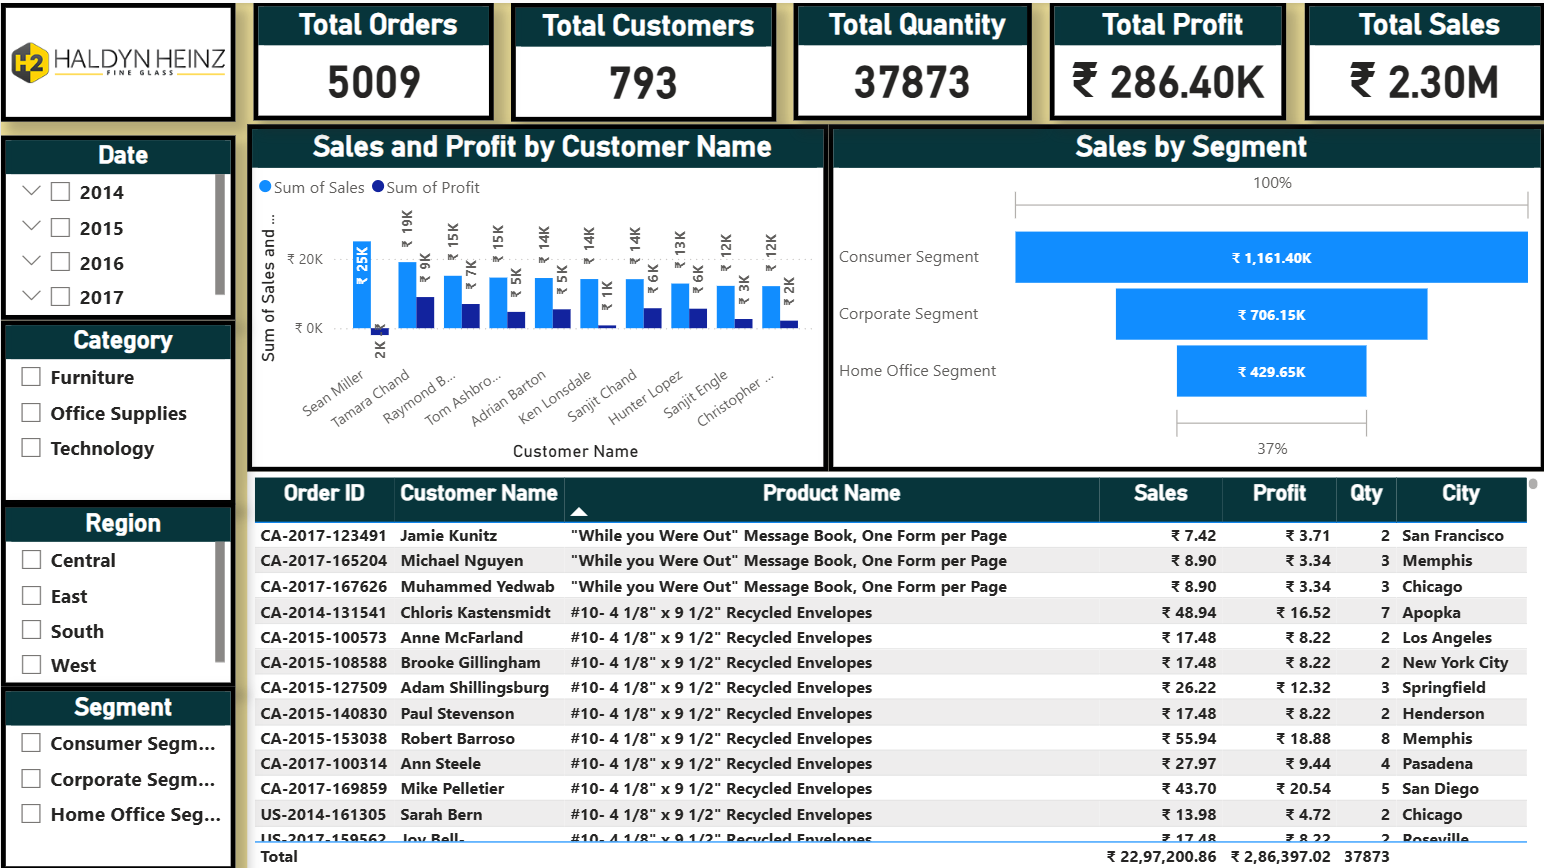 H2 HALDYN HEINZ
FINE GLASS
Total Orders
5009
Total Customers
793
Total Quantity
37873
Total Profit
₹ 286.40K
Total Sales
₹ 2.30M
Date
2014
2015
2016
2017
Category
Furniture
Office Supplies
Technology
Region
Central
East
South
West
Segment
Consumer Segm...
Corporate Segm...
Home Office Seg...
Sales and Profit by Customer Name
Sum of Sales Sum of Profit
Sum of Sales and ...
₹ 20K
₹ 0K
₹ 25K
₹ 19K
₹ 9K
₹ 15K
₹ 7K
₹ 15K
₹ 5K
₹ 14K
₹ 5K
₹ 14K
₹ 1K
₹ 14K
₹ 6K
₹ 13K
₹ 6K
₹ 12K
₹ 3K
₹ 12K
₹ 2K
2K
Sean Miller
Tamara Chand
Raymond B...
Tom Ashbro...
Adrian Barton
Ken Lonsdale
Sanjit Chand
Hunter Lopez
Sanjit Engle
Christopher ...
Customer Name
Sales by Segment
100%
Consumer Segment ₹ 1,161.40K
Corporate Segment ₹ 706.15K
Home Office Segment ₹ 429.65K
37%
Order ID Customer Name Product Name Sales Profit Qty City
CA-2017-123491 Jamie Kunitz "While you Were Out" Message Book, One Form per Page ₹ 7.42 ₹ 3.71 2 San Francisco
CA-2017-165204 Michael Nguyen "While you Were Out" Message Book, One Form per Page ₹ 8.90 ₹ 3.34 3 Memphis
CA-2017-167626 Muhammed Yedwab "While you Were Out" Message Book, One Form per Page ₹ 8.90 ₹ 3.34 3 Chicago
CA-2014-131541 Chloris Kastensmidt #10- 4 1/8" x 9 1/2" Recycled Envelopes ₹ 48.94 ₹ 16.52 7 Apopka
CA-2015-100573 Anne McFarland #10- 4 1/8" x 9 1/2" Recycled Envelopes ₹ 17.48 ₹ 8.22 2 Los Angeles
CA-2015-108588 Brooke Gillingham #10- 4 1/8" x 9 1/2" Recycled Envelopes ₹ 17.48 ₹ 8.22 2 New York City
CA-2015-127509 Adam Shillingsburg #10- 4 1/8" x 9 1/2" Recycled Envelopes ₹ 26.22 ₹ 12.32 3 Springfield
CA-2015-140830 Paul Stevenson #10- 4 1/8" x 9 1/2" Recycled Envelopes ₹ 17.48 ₹ 8.22 2 Henderson
CA-2015-153038 Robert Barroso #10- 4 1/8" x 9 1/2" Recycled Envelopes ₹ 55.94 ₹ 18.88 8 Memphis
CA-2017-100314 Ann Steele #10- 4 1/8" x 9 1/2" Recycled Envelopes ₹ 27.97 ₹ 9.44 4 Pasadena
CA-2017-169859 Mike Pelletier #10- 4 1/8" x 9 1/2" Recycled Envelopes ₹ 43.70 ₹ 20.54 5 San Diego
US-2014-161305 Sarah Bern #10- 4 1/8" x 9 1/2" Recycled Envelopes ₹ 13.98 ₹ 4.72 2 Chicago
US-2017-159562 Joy Bell- #10- 4 1/8" x 9 1/2" Recycled Envelopes ₹ 17.48 ₹ 8.22 2 Roseville
Total ₹ 22,97,200.86 ₹ 2,86,397.02 37873